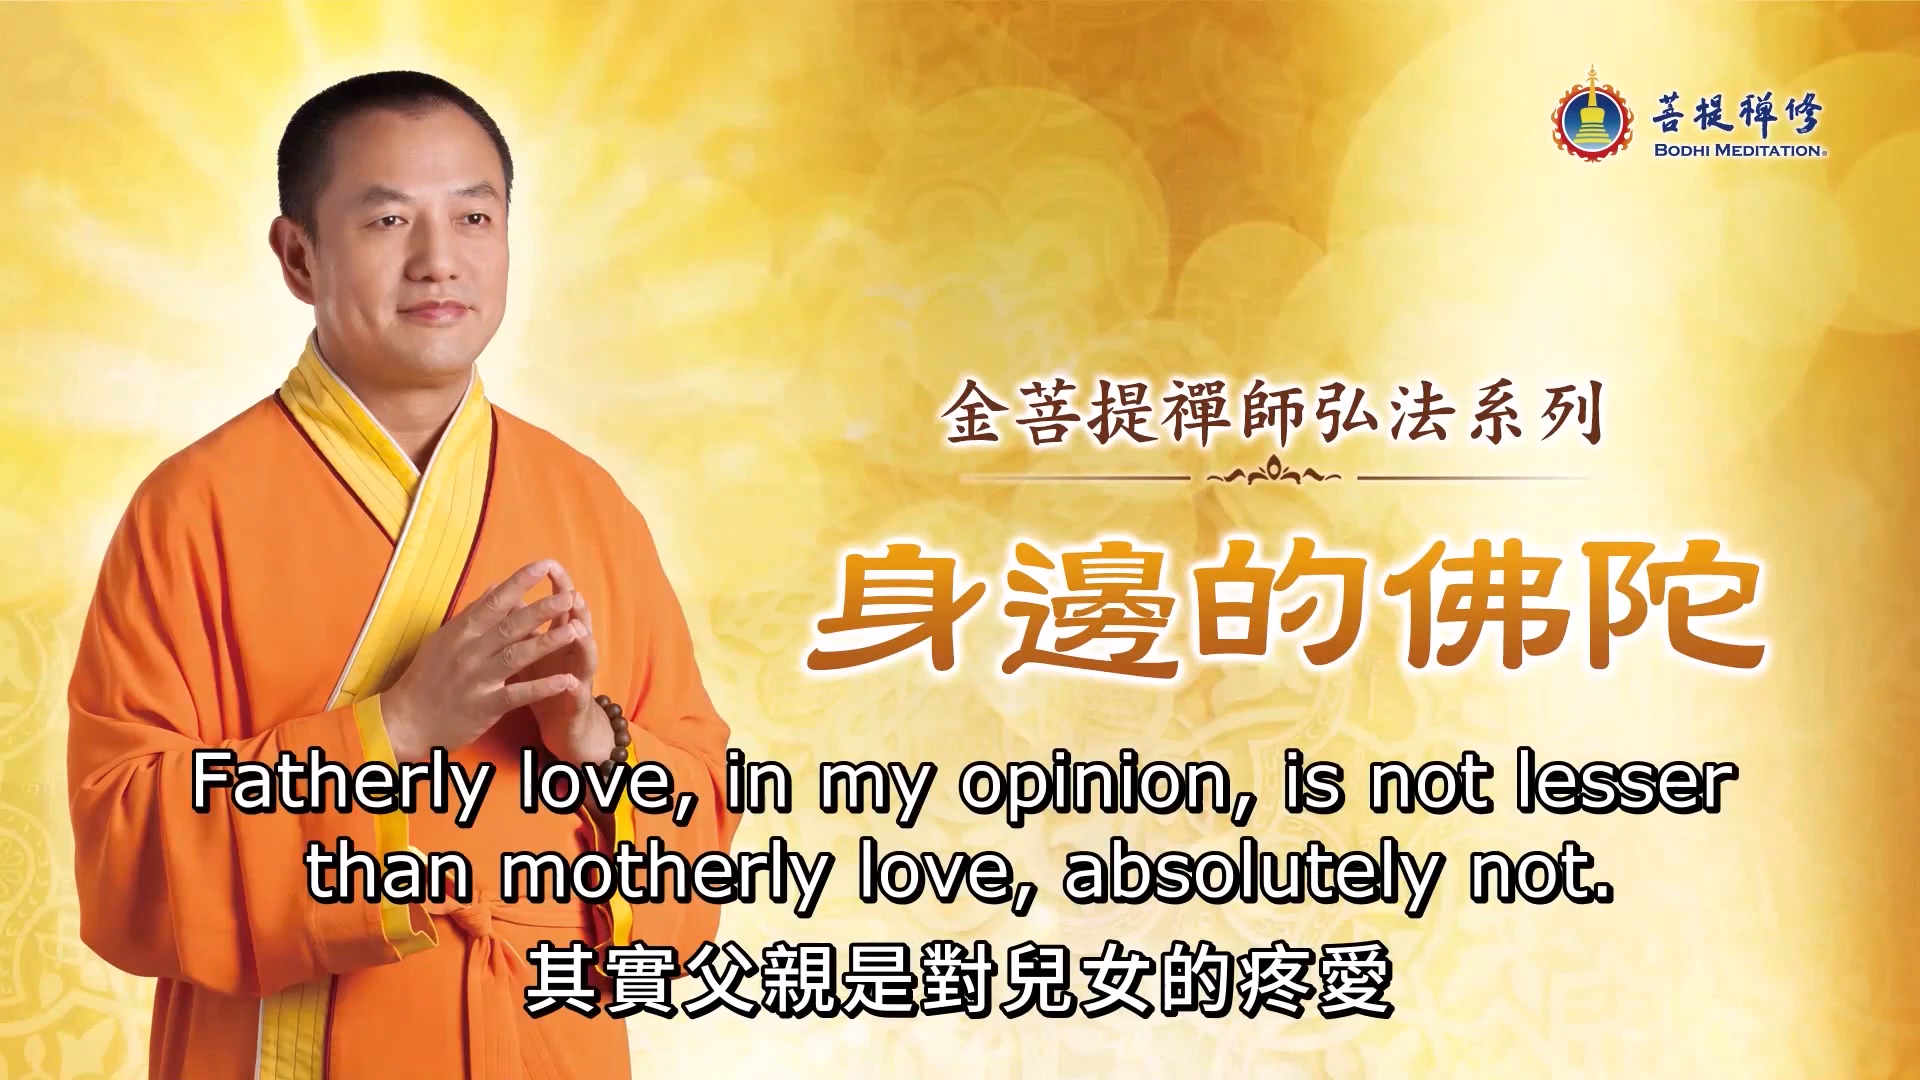 菩提禪修
BODHI MEDITATION®
金菩提禪師弘法系列
身邊的佛陀
Fatherly love, in my opinion, is not lesser
than motherly love, absolutely not.
其實父親是對兒女的疼愛